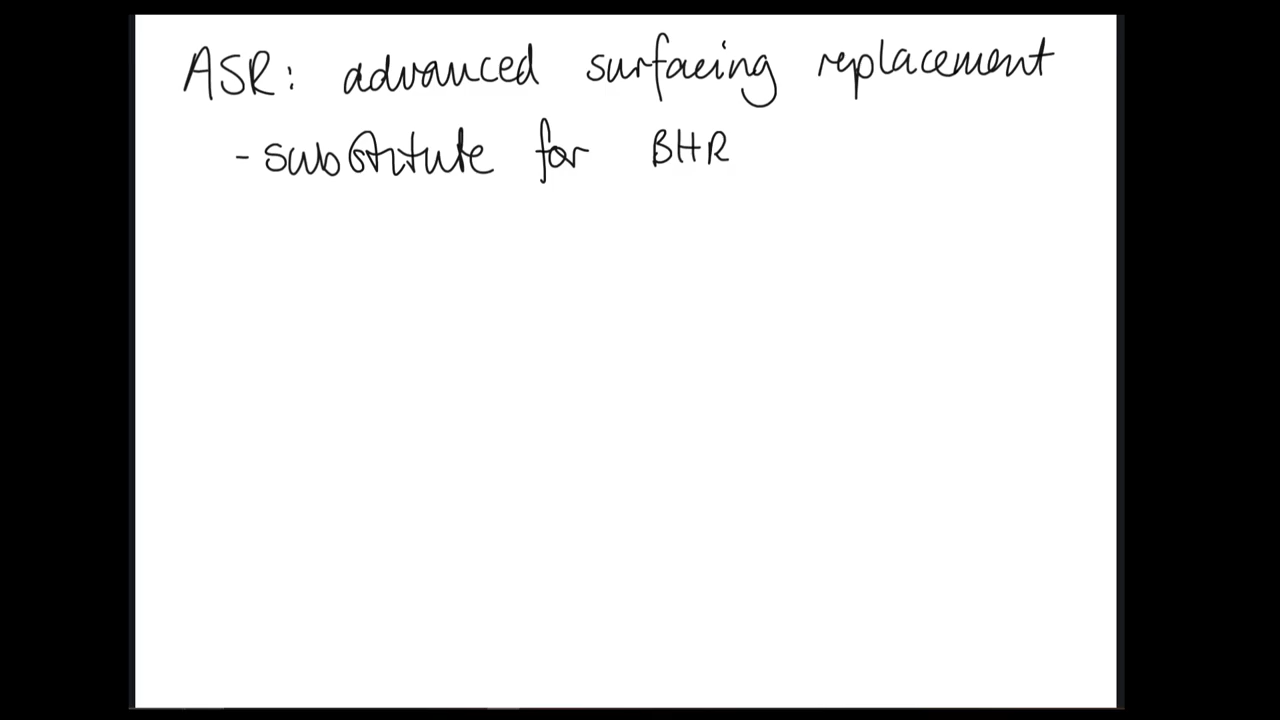 ASR: advanced surfacing replacement
- substitute for BHR